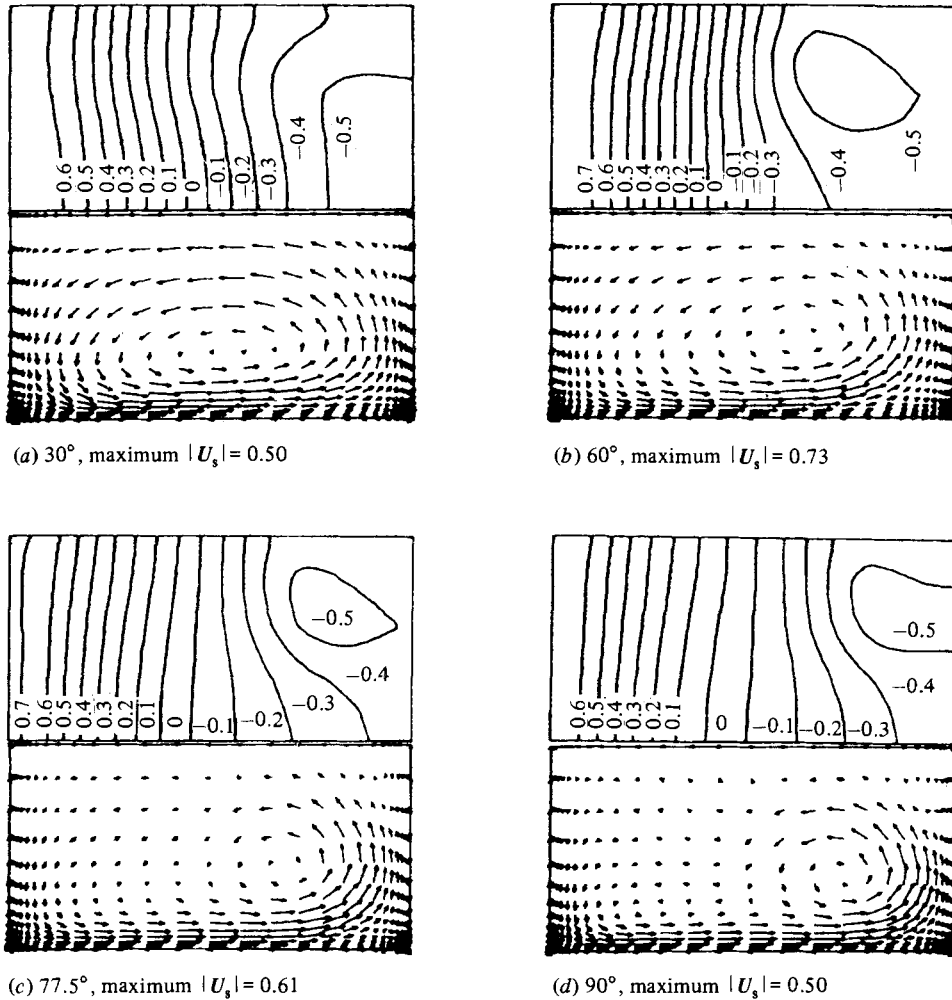 0.6 0.5 0.4 0.3 0.2 0.1 0 −0.1 −0.2 −0.3 −0.4 −0.5
(a) 30°, maximum |U_s| = 0.50
0.7 0.6 0.5 0.4 0.3 0.2 0.1 0 −0.1 −0.2 −0.3 −0.4 −0.5
(b) 60°, maximum |U_s| = 0.73
0.7 0.6 0.5 0.4 0.3 0.2 0.1 0 −0.1 −0.2 −0.3 −0.4 −0.5
(c) 77.5°, maximum |U_s| = 0.61
0.6 0.5 0.4 0.3 0.2 0.1 0 −0.1 −0.2 −0.3 −0.4 −0.5
(d) 90°, maximum |U_s| = 0.50